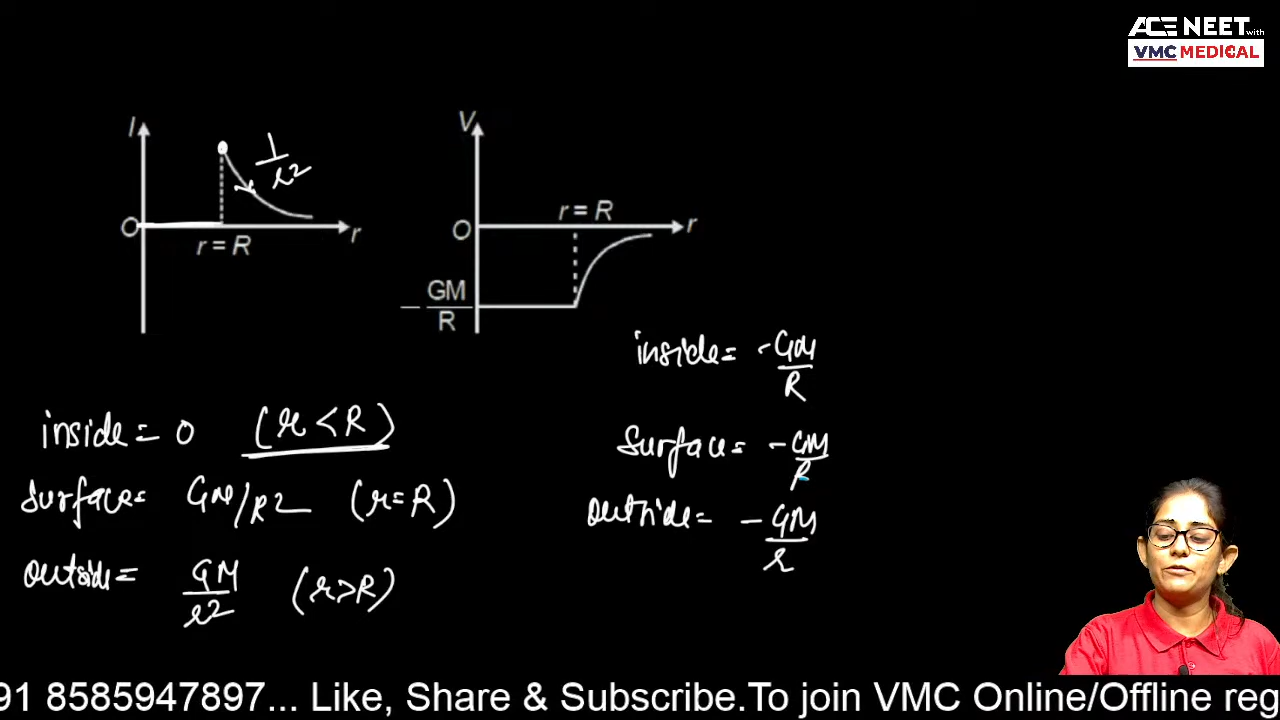 ACE NEET with
VMC MEDICAL
I
1/r²
O
r = R
r
V
r = R
O
r
− GM/R
inside = 0 (r < R)
Surface = GM/R2 (r = R)
Outside = GM/r² (r > R)
inside = - GM/R
Surface = - GM/R
Outside = - GM/r
91 8585947897... Like, Share & Subscribe.To join VMC Online/Offline reg